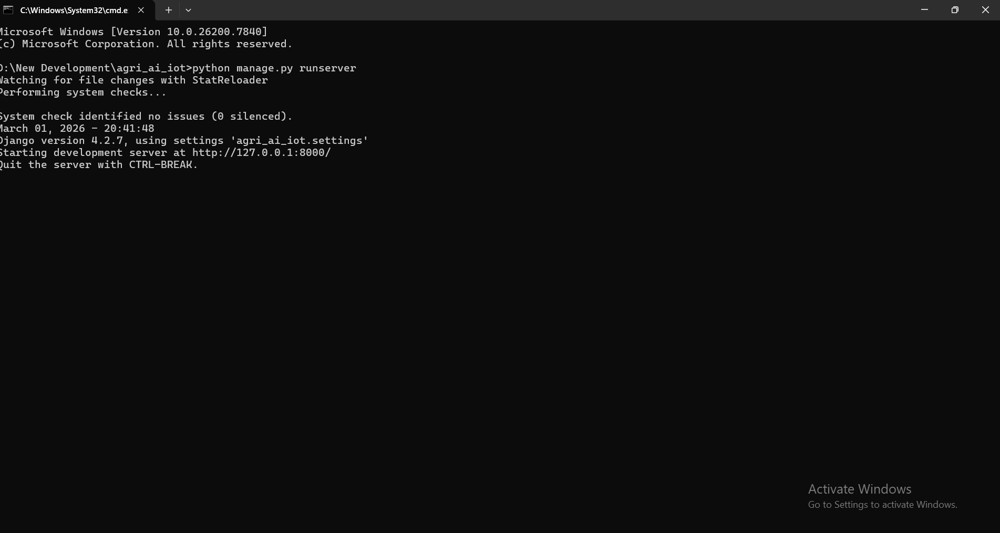 C:\Windows\System32\cmd.e
Microsoft Windows [Version 10.0.26200.7840]
(c) Microsoft Corporation. All rights reserved.
D:\New Development\agri_ai_iot>python manage.py runserver
Watching for file changes with StatReloader
Performing system checks...
System check identified no issues (0 silenced).
March 01, 2026 - 20:41:48
Django version 4.2.7, using settings 'agri_ai_iot.settings'
Starting development server at http://127.0.0.1:8000/
Quit the server with CTRL-BREAK.
Activate Windows
Go to Settings to activate Windows.